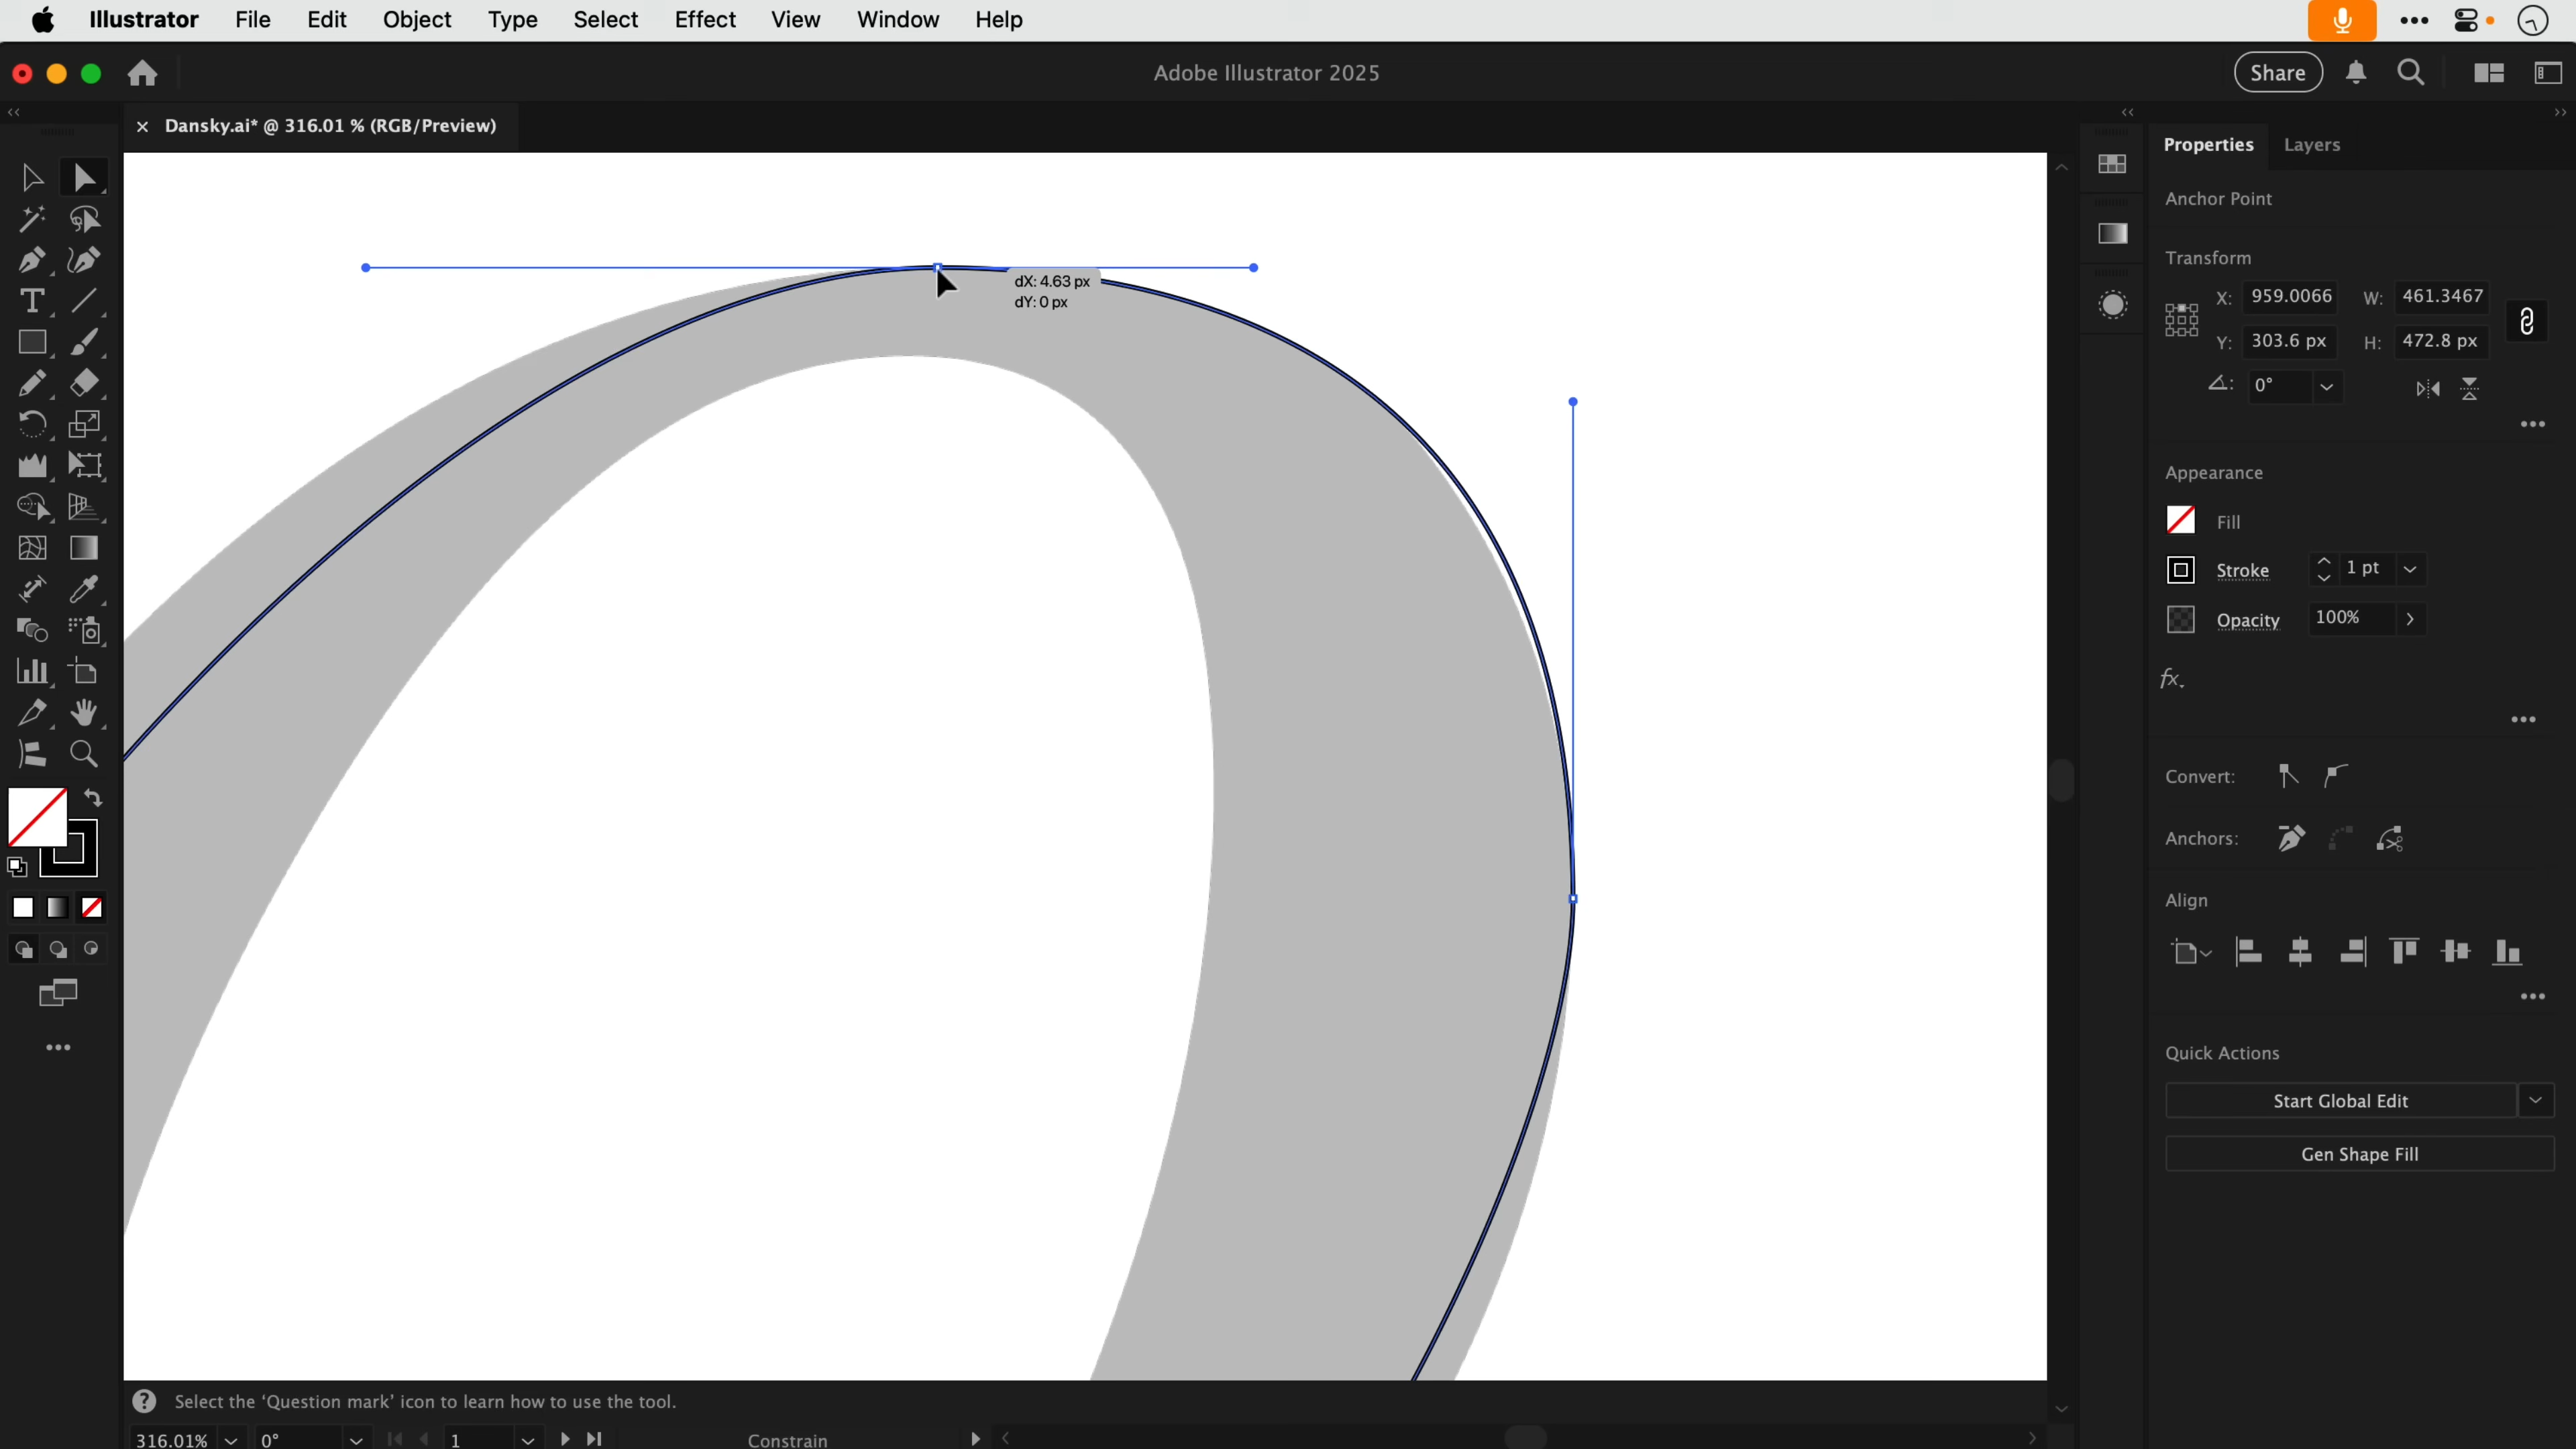 Illustrator File Edit Object Type Select Effect View Window Help
Adobe Illustrator 2025
Share
Dansky.ai* @ 316.01 % (RGB/Preview)
Properties Layers
Anchor Point
Transform
X: 959.0066 W: 461.3467
Y: 303.6 px H: 472.8 px
0°
dX: 4.63 px
dY: 0 px
Appearance
Fill
Stroke 1 pt
Opacity 100%
fx
Convert:
Anchors:
Align
Quick Actions
Start Global Edit
Gen Shape Fill
Select the ‘Question mark’ icon to learn how to use the tool.
316.01% 0° 1 Constrain